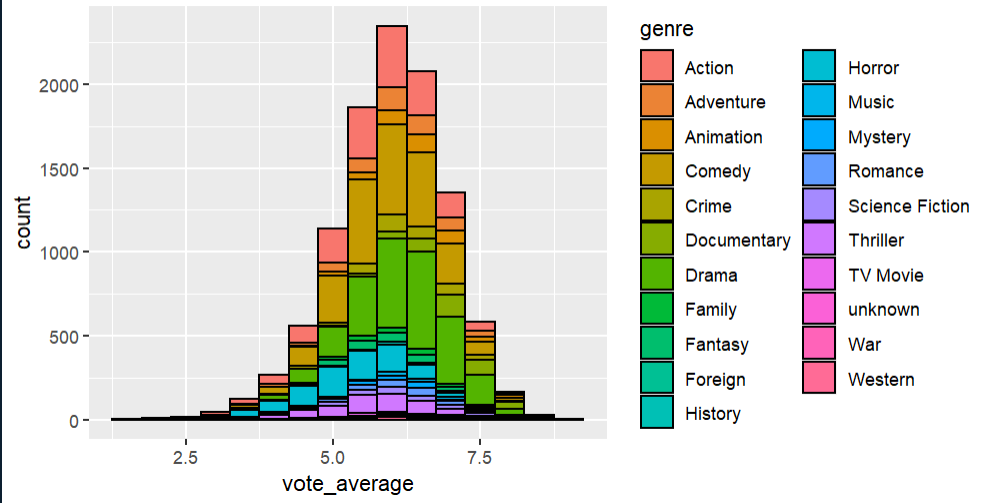 2000
1500
1000
500
0
count
2.5 5.0 7.5
vote_average
genre
Action
Adventure
Animation
Comedy
Crime
Documentary
Drama
Family
Fantasy
Foreign
History
Horror
Music
Mystery
Romance
Science Fiction
Thriller
TV Movie
unknown
War
Western